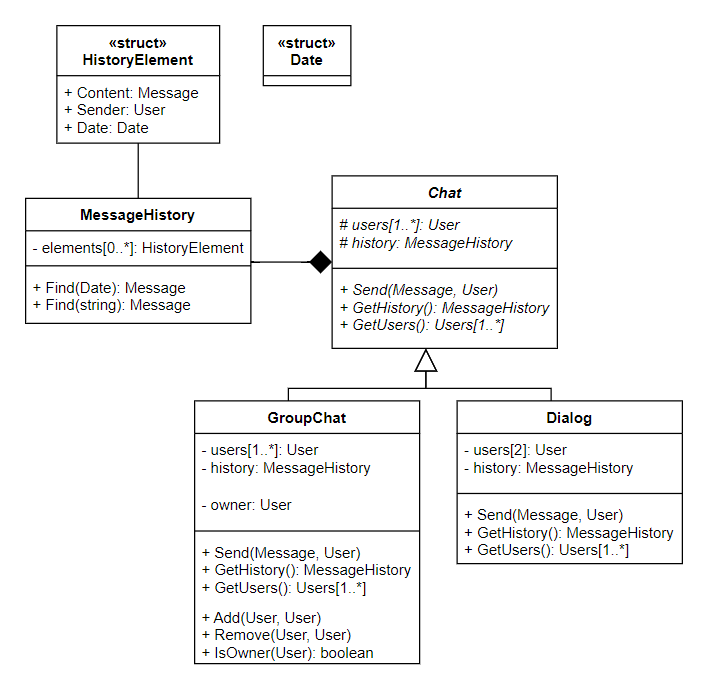 «struct»
HistoryElement
+ Content: Message
+ Sender: User
+ Date: Date
«struct»
Date
MessageHistory
- elements[0..*]: HistoryElement
+ Find(Date): Message
+ Find(string): Message
Chat
# users[1..*]: User
# history: MessageHistory
+ Send(Message, User)
+ GetHistory(): MessageHistory
+ GetUsers(): Users[1..*]
GroupChat
- users[1..*]: User
- history: MessageHistory
- owner: User
+ Send(Message, User)
+ GetHistory(): MessageHistory
+ GetUsers(): Users[1..*]
+ Add(User, User)
+ Remove(User, User)
+ IsOwner(User): boolean
Dialog
- users[2]: User
- history: MessageHistory
+ Send(Message, User)
+ GetHistory(): MessageHistory
+ GetUsers(): Users[1..*]